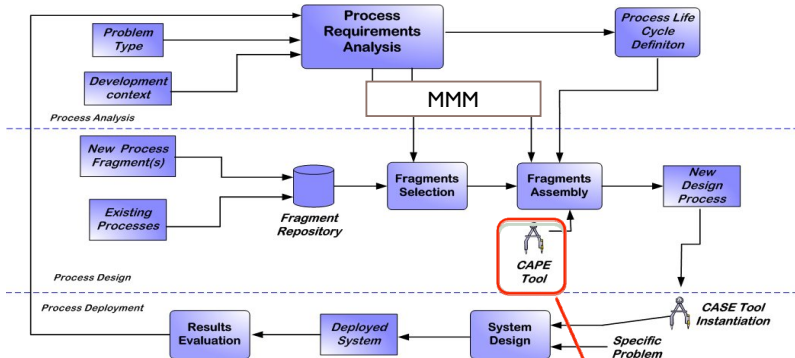 Problem
Type
Development
context
Process Analysis
Process
Requirements
Analysis
Process Life
Cycle
Definiton
MMM
New Process
Fragment(s)
Existing
Processes
Fragment
Repository
Fragments
Selection
Fragments
Assembly
New
Design
Process
CAPE
Tool
Process Design
Process Deployment
Results
Evaluation
Deployed
System
System
Design
CASE Tool
Instantiation
Specific
Problem